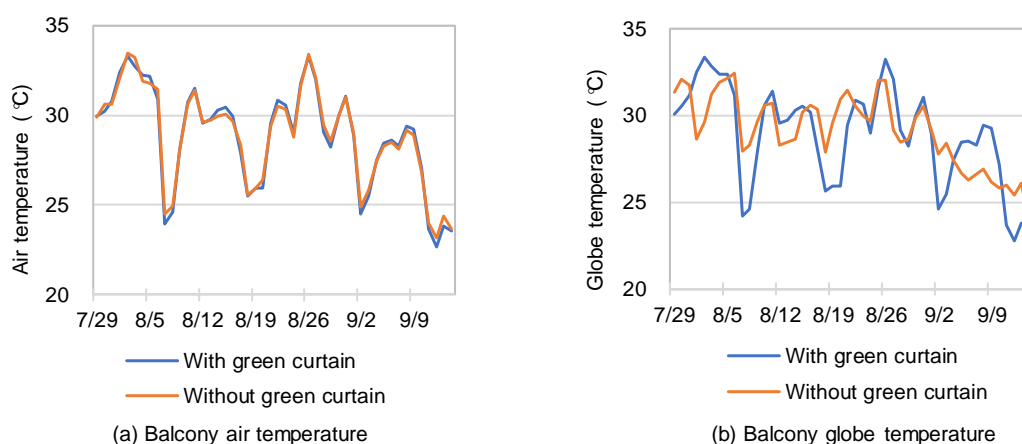 35
30
25
20
Air temperature (℃)
7/29 8/5 8/12 8/19 8/26 9/2 9/9
With green curtain
Without green curtain
(a) Balcony air temperature
35
30
25
20
Globe temperature (℃)
7/29 8/5 8/12 8/19 8/26 9/2 9/9
With green curtain
Without green curtain
(b) Balcony globe temperature